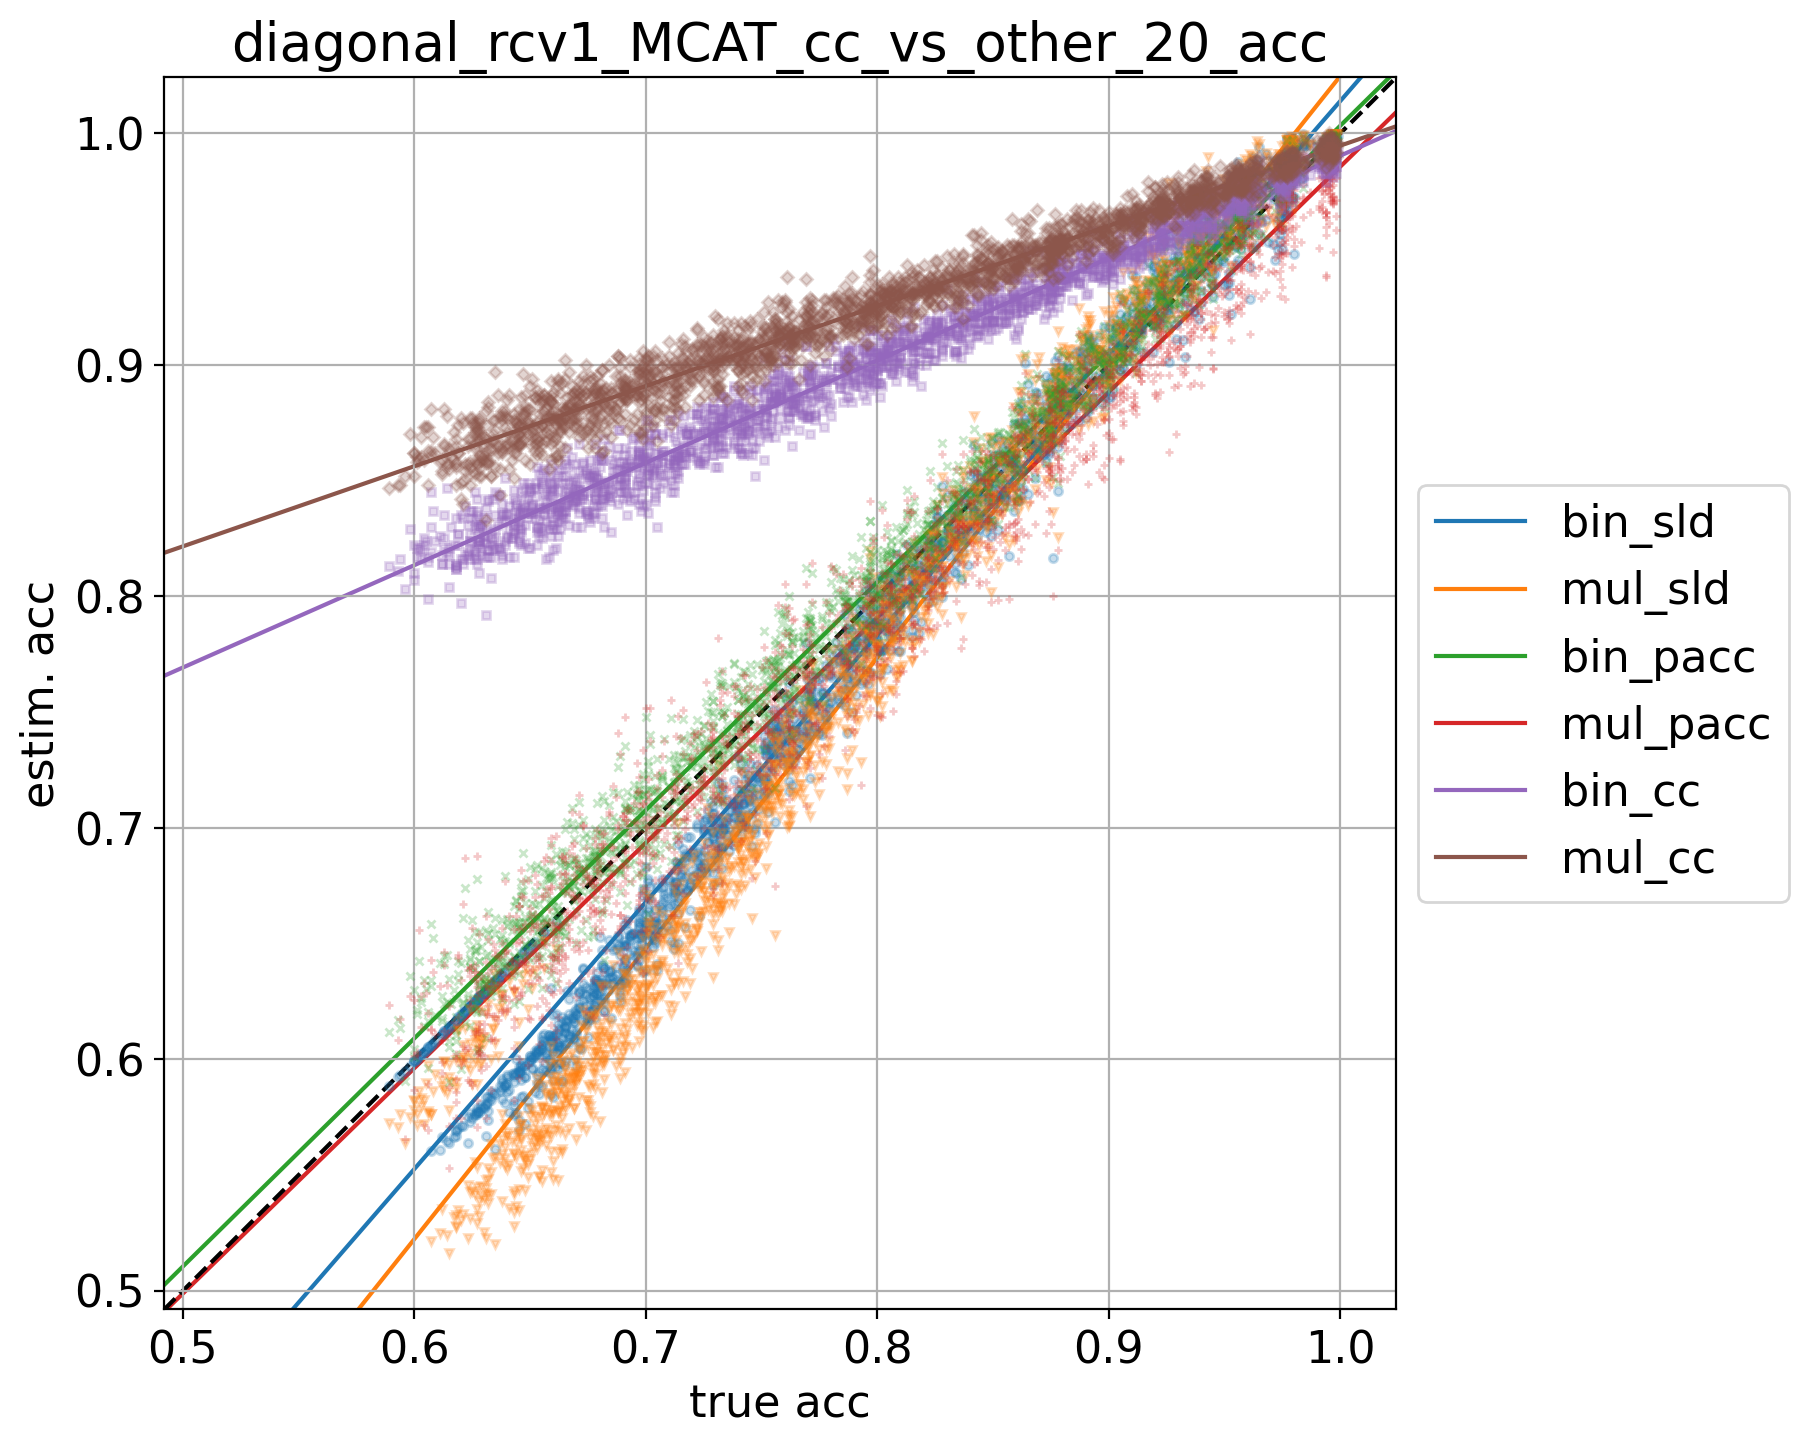 diagonal_rcv1_MCAT_cc_vs_other_20_acc
1.0
0.9
0.8
0.7
0.6
0.5
estim. acc
0.5 0.6 0.7 0.8 0.9 1.0
true acc
bin_sld
mul_sld
bin_pacc
mul_pacc
bin_cc
mul_cc